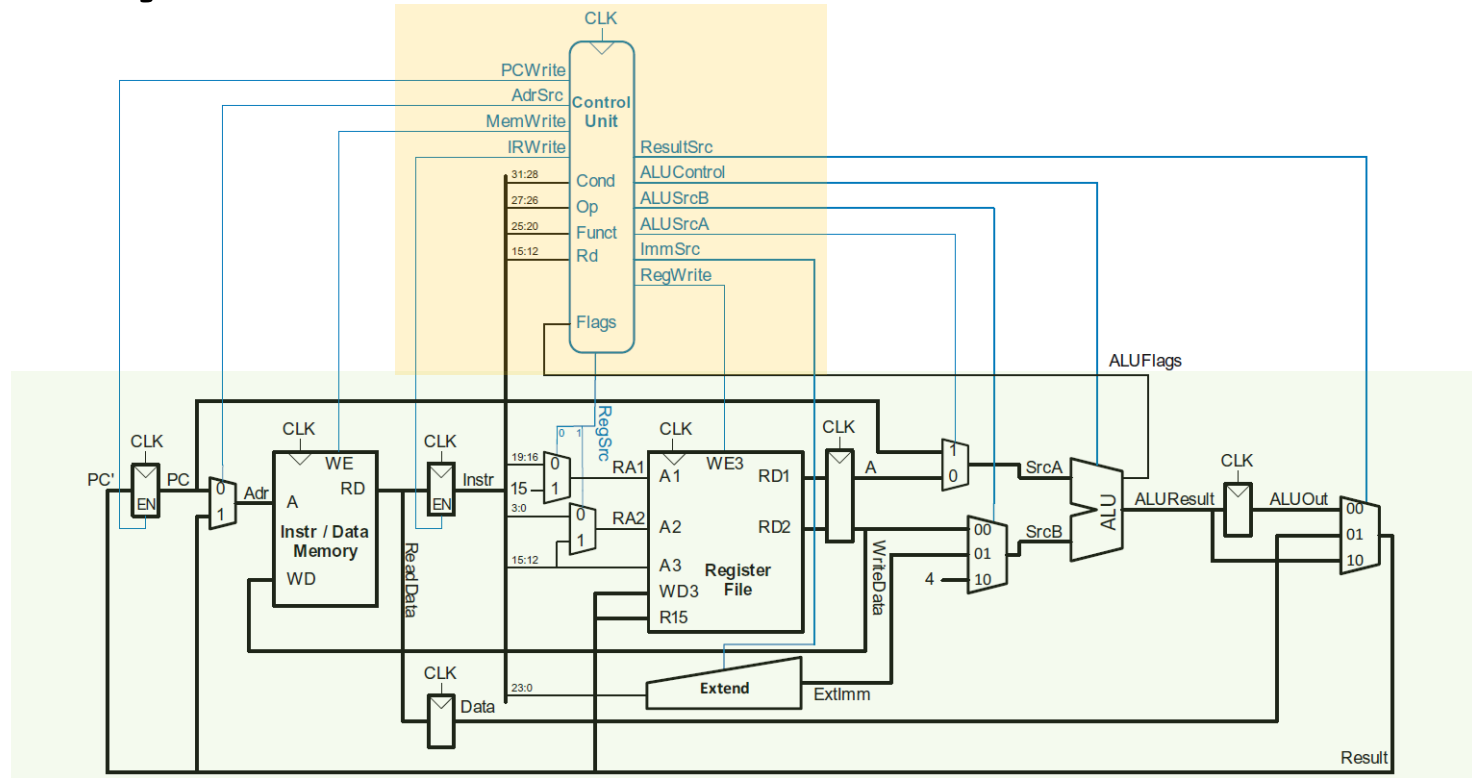 CLK
PCWrite
AdrSrc
MemWrite
IRWrite
Control
Unit
ResultSrc
ALUControl
ALUSrcB
ALUSrcA
ImmSrc
RegWrite
31:28
Cond
27:26
Op
25:20
Funct
15:12
Rd
Flags
ALUFlags
RegSrc
0 1
CLK
PC'
EN
PC
0
1
Adr
CLK
WE
A
RD
Instr / Data
Memory
WD
ReadData
CLK
EN
Instr
19:16
15
0
1
RA1
3:0
0
1
RA2
15:12
CLK
WE3
A1
RD1
A2
RD2
A3
WD3
R15
Register
File
CLK
A
WriteData
1
0
SrcA
00
01
10
4
SrcB
ALU
ALUResult
CLK
ALUOut
00
01
10
23:0
Extend
ExtImm
CLK
Data
Result